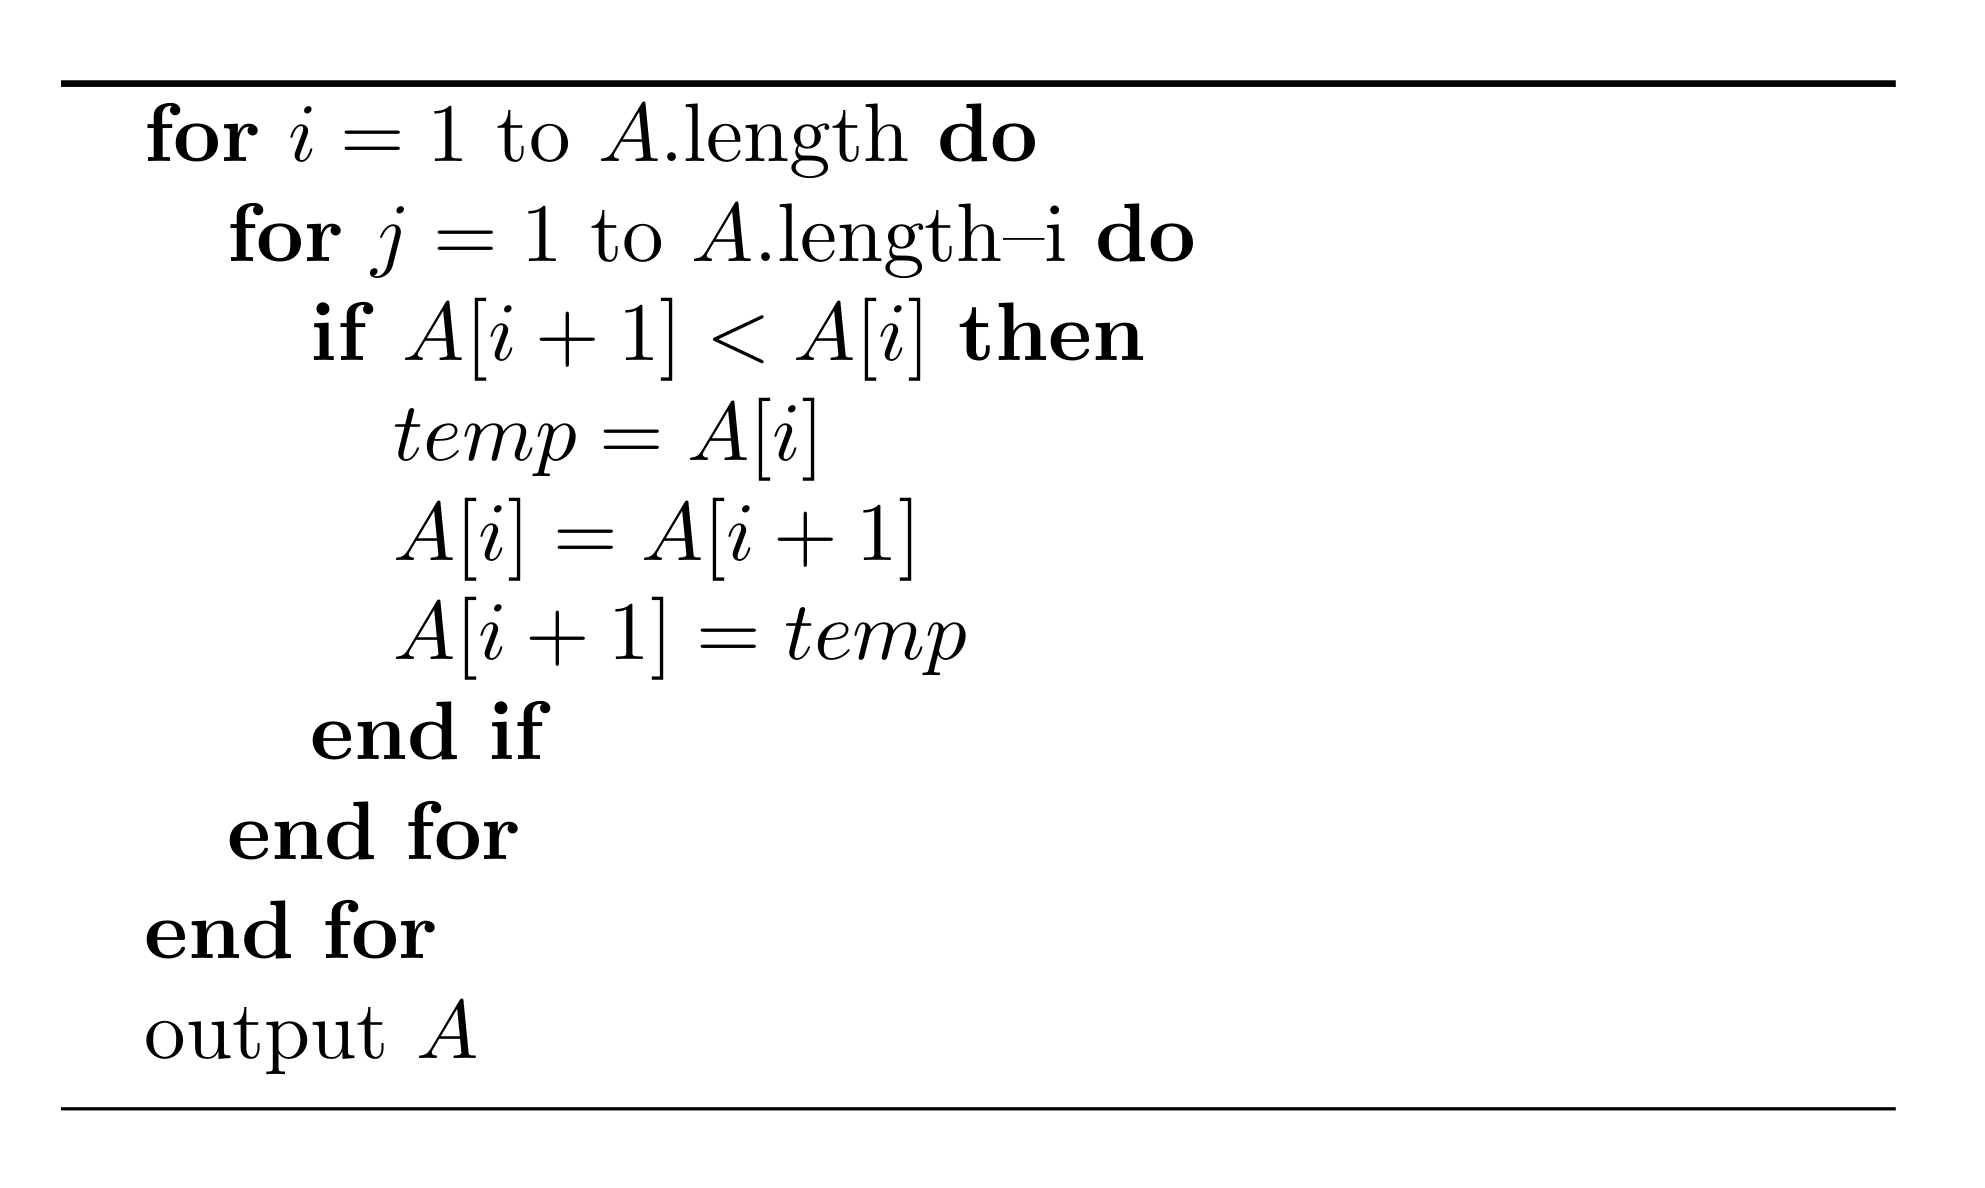 for i = 1 to A.length do
for j = 1 to A.length–i do
if A[i + 1] < A[i] then
temp = A[i]
A[i] = A[i + 1]
A[i + 1] = temp
end if
end for
end for
output A